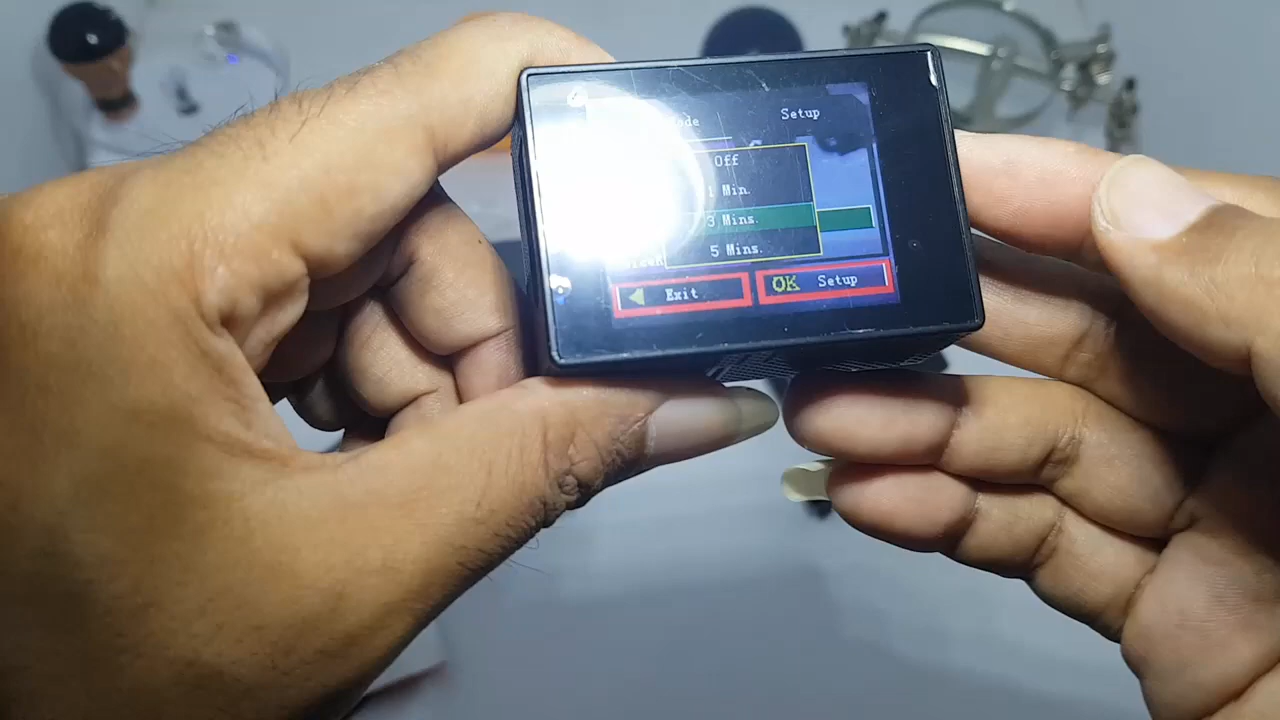 Setup
Off
1 Min.
3 Mins.
5 Mins.
Exit
OK Setup